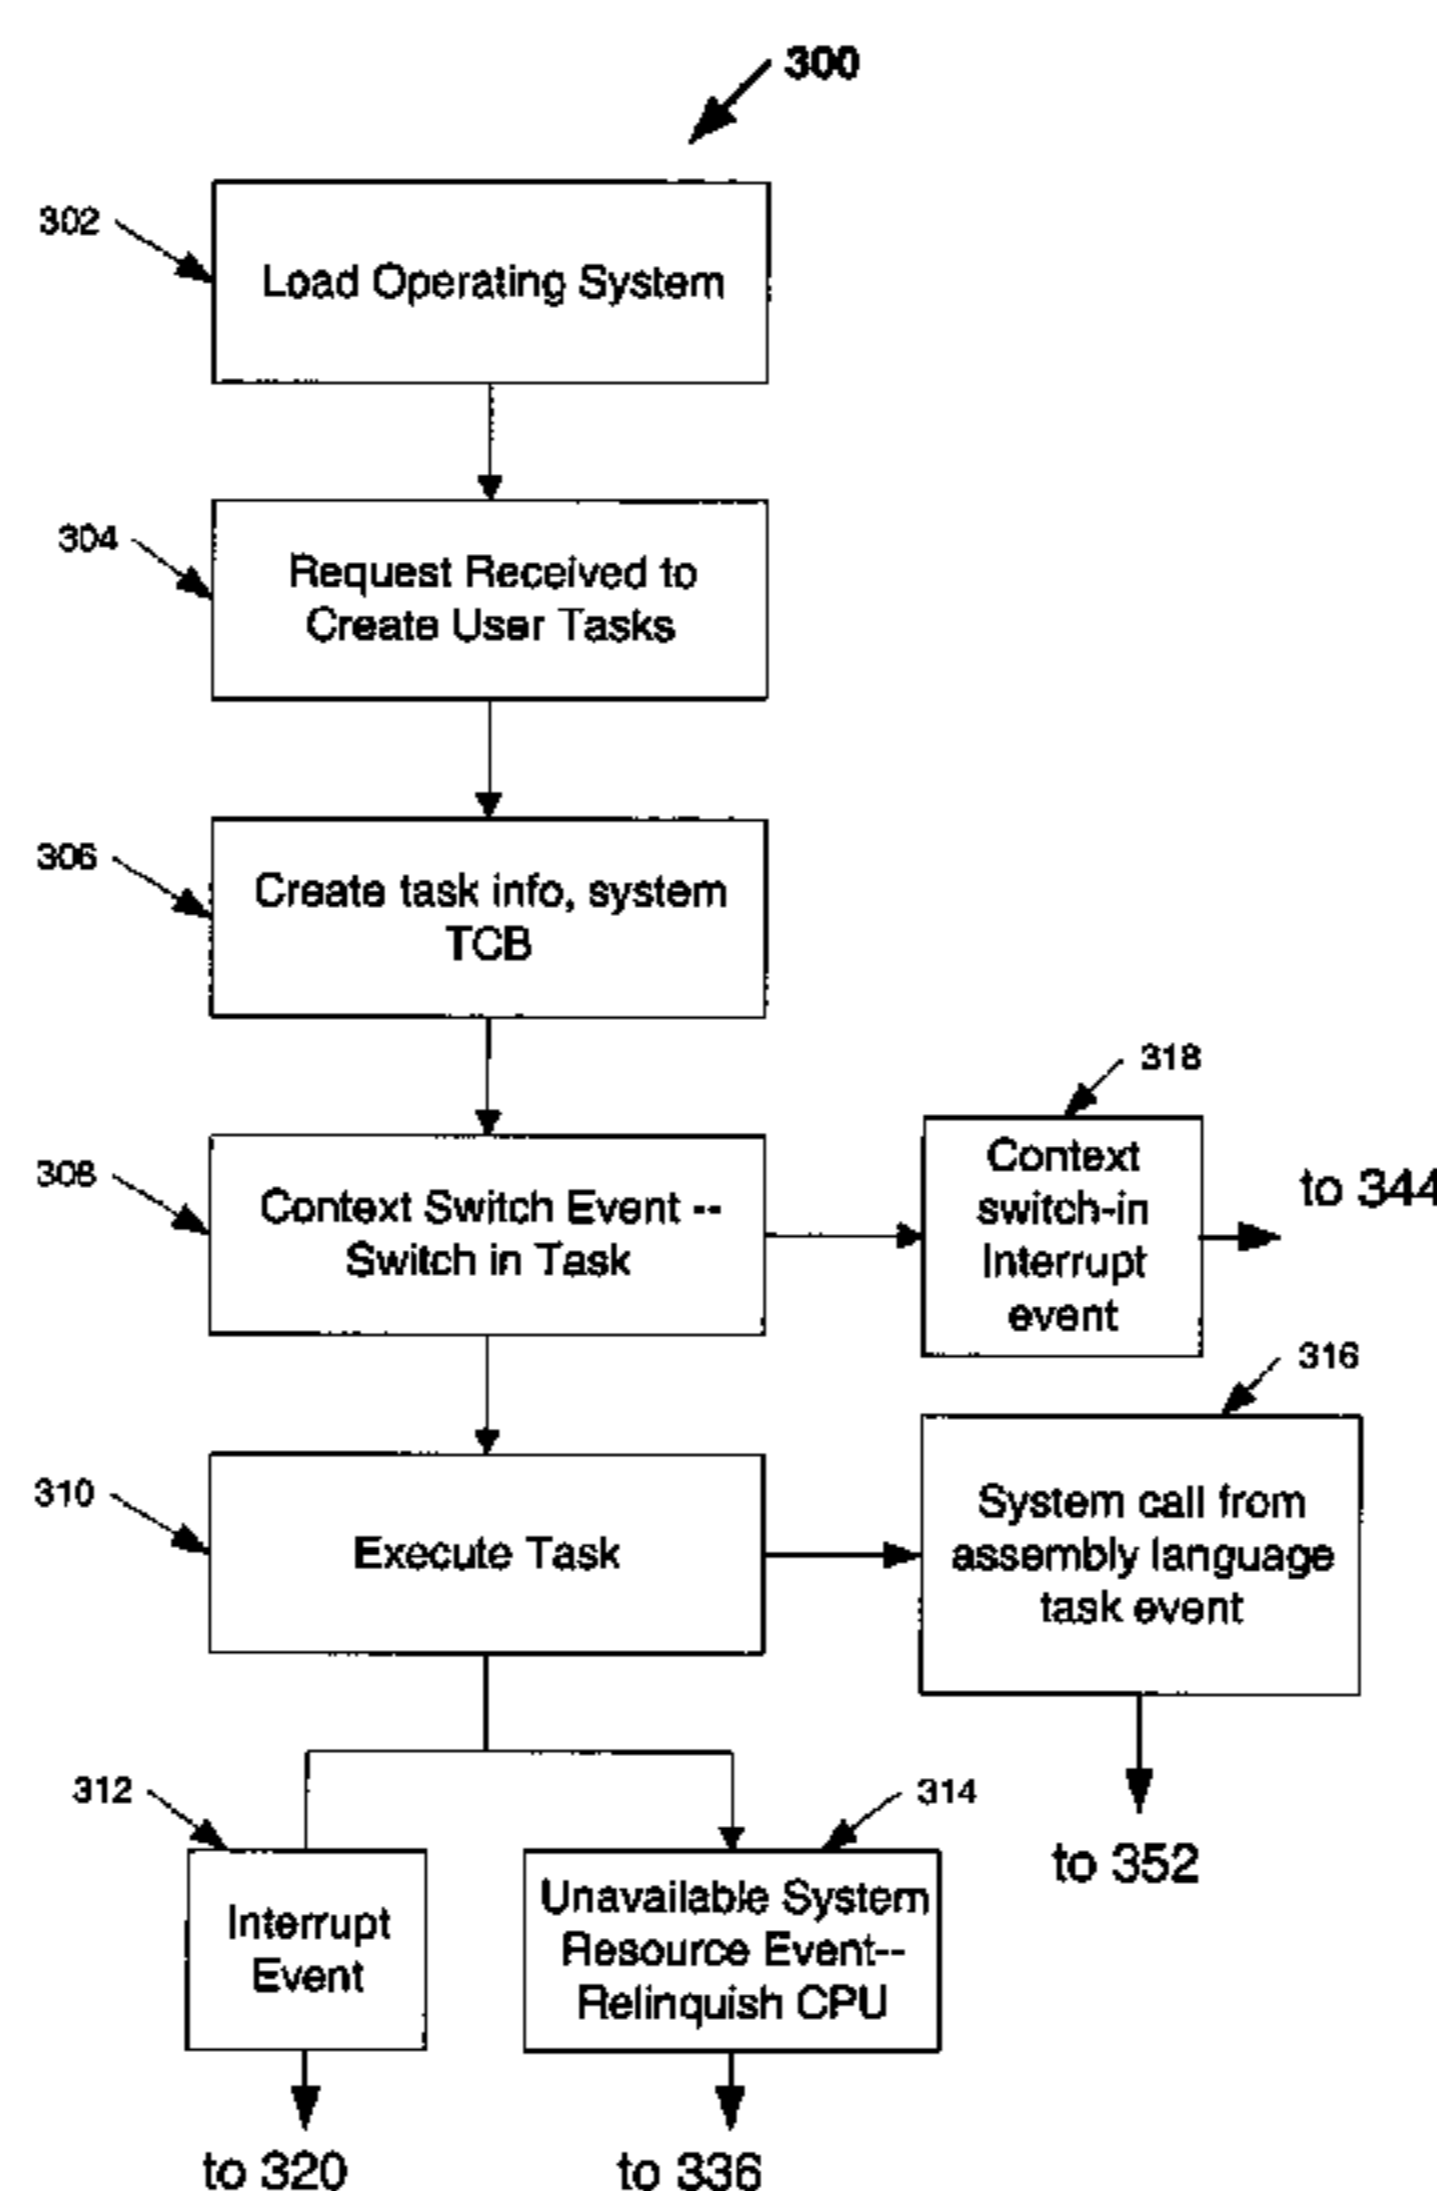 300
302
Load Operating System
304
Request Received to
Create User Tasks
306
Create task info, system
TCB
318
308
Context Switch Event --
Switch in Task
Context
switch-in
Interrupt
event
to 344
316
310
Execute Task
System call from
assembly language
task event
312
314
to 352
Interrupt
Event
Unavailable System
Resource Event--
Relinquish CPU
to 320
to 336